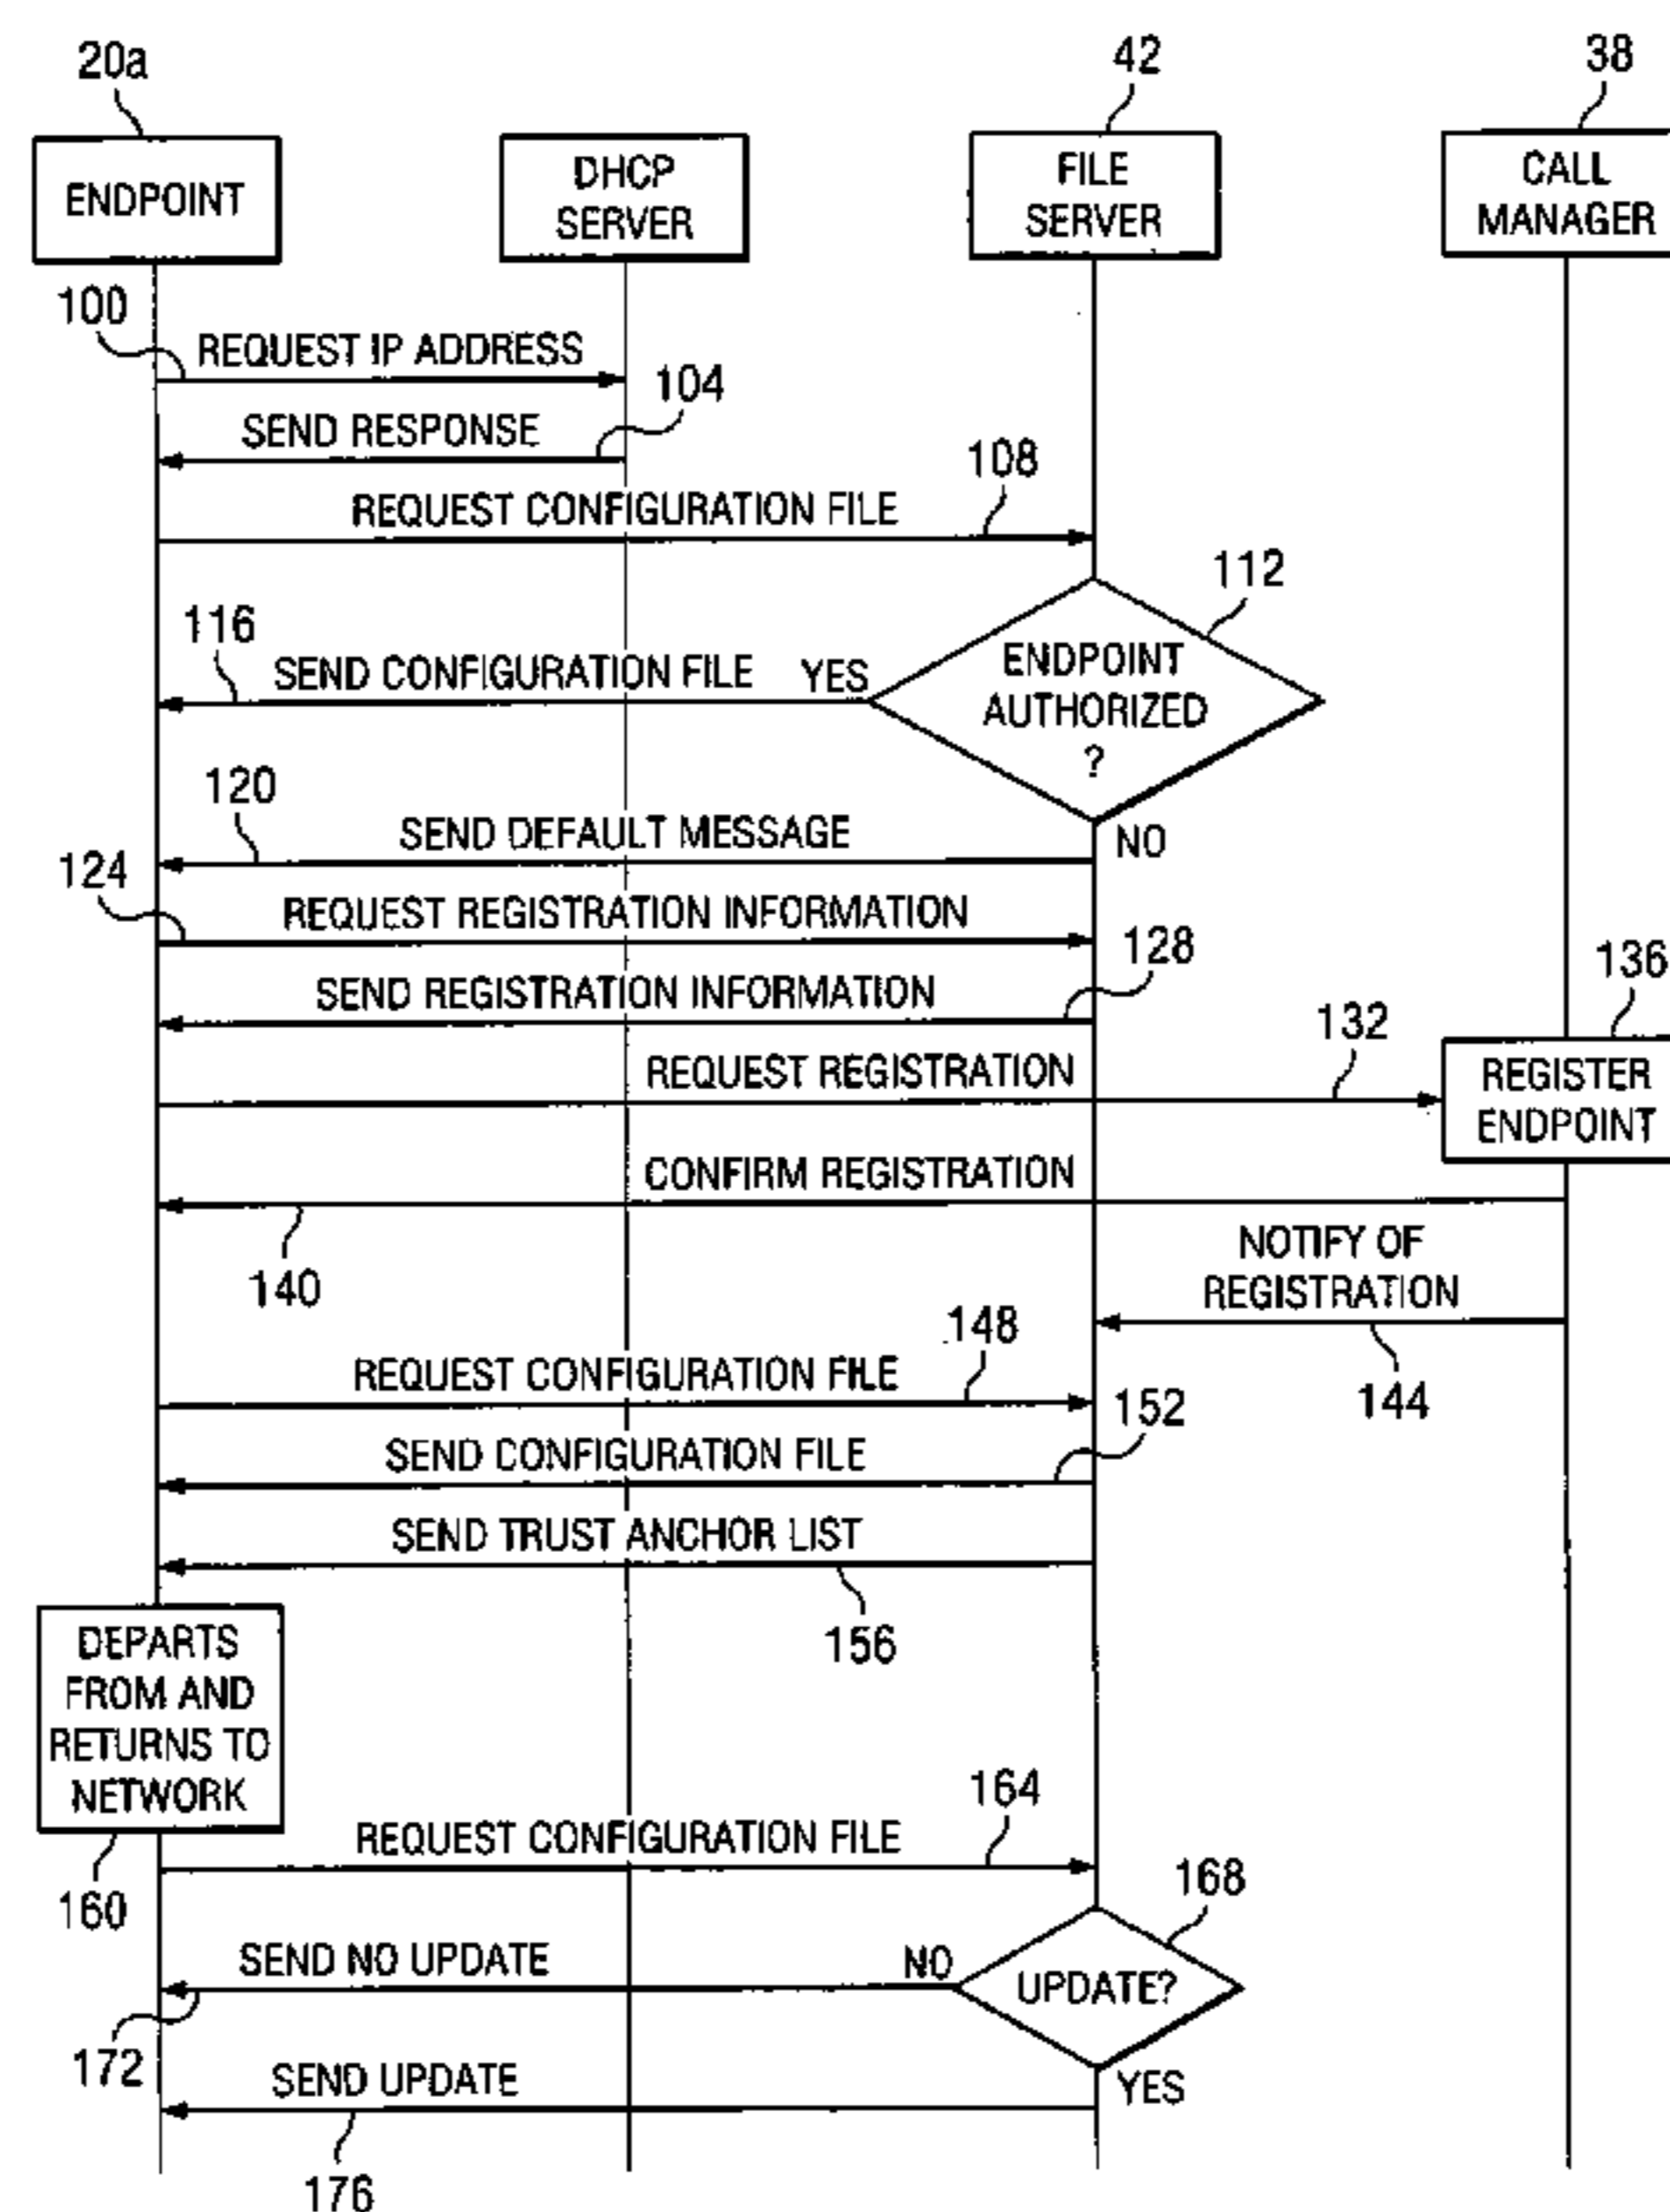 20a
42
38
ENDPOINT
DHCP
SERVER
FILE
SERVER
CALL
MANAGER
100
REQUEST IP ADDRESS
104
SEND RESPONSE
108
REQUEST CONFIGURATION FILE
112
116
SEND CONFIGURATION FILE
YES
ENDPOINT
AUTHORIZED
?
120
SEND DEFAULT MESSAGE
NO
124
REQUEST REGISTRATION INFORMATION
128
SEND REGISTRATION INFORMATION
136
132
REQUEST REGISTRATION
REGISTER
ENDPOINT
CONFIRM REGISTRATION
140
NOTIFY OF
REGISTRATION
144
148
REQUEST CONFIGURATION FILE
152
SEND CONFIGURATION FILE
SEND TRUST ANCHOR LIST
156
DEPARTS
FROM AND
RETURNS TO
NETWORK
160
164
REQUEST CONFIGURATION FILE
168
SEND NO UPDATE
NO
UPDATE?
172
SEND UPDATE
YES
176